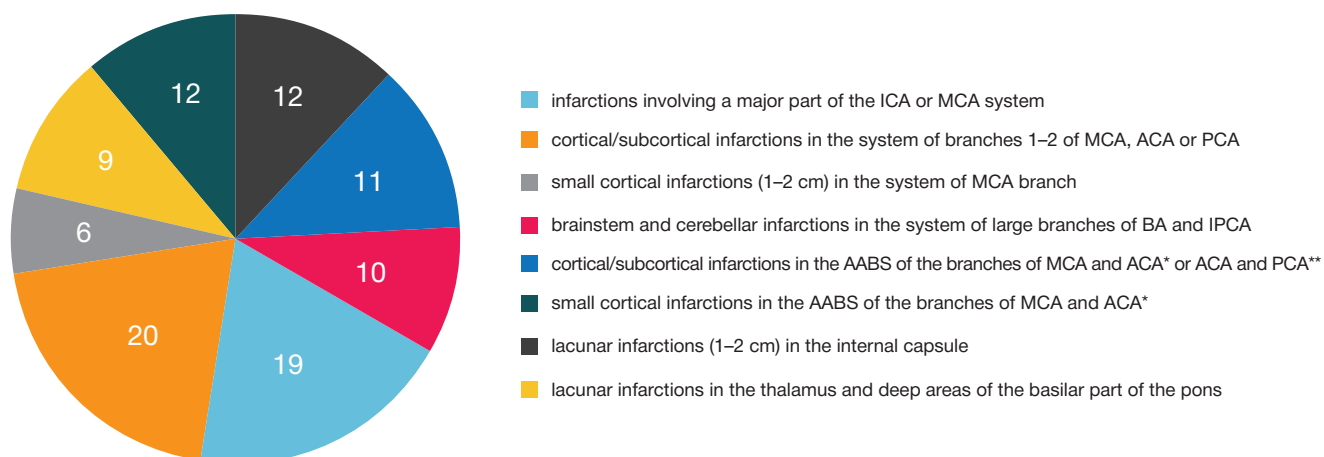 12
12
11
9
6
10
20
19
infarctions involving a major part of the ICA or MCA system
cortical/subcortical infarctions in the system of branches 1–2 of MCA, ACA or PCA
small cortical infarctions (1–2 cm) in the system of MCA branch
brainstem and cerebellar infarctions in the system of large branches of BA and IPCA
cortical/subcortical infarctions in the AABS of the branches of MCA and ACA* or ACA and PCA**
small cortical infarctions in the AABS of the branches of MCA and ACA*
lacunar infarctions (1–2 cm) in the internal capsule
lacunar infarctions in the thalamus and deep areas of the basilar part of the pons